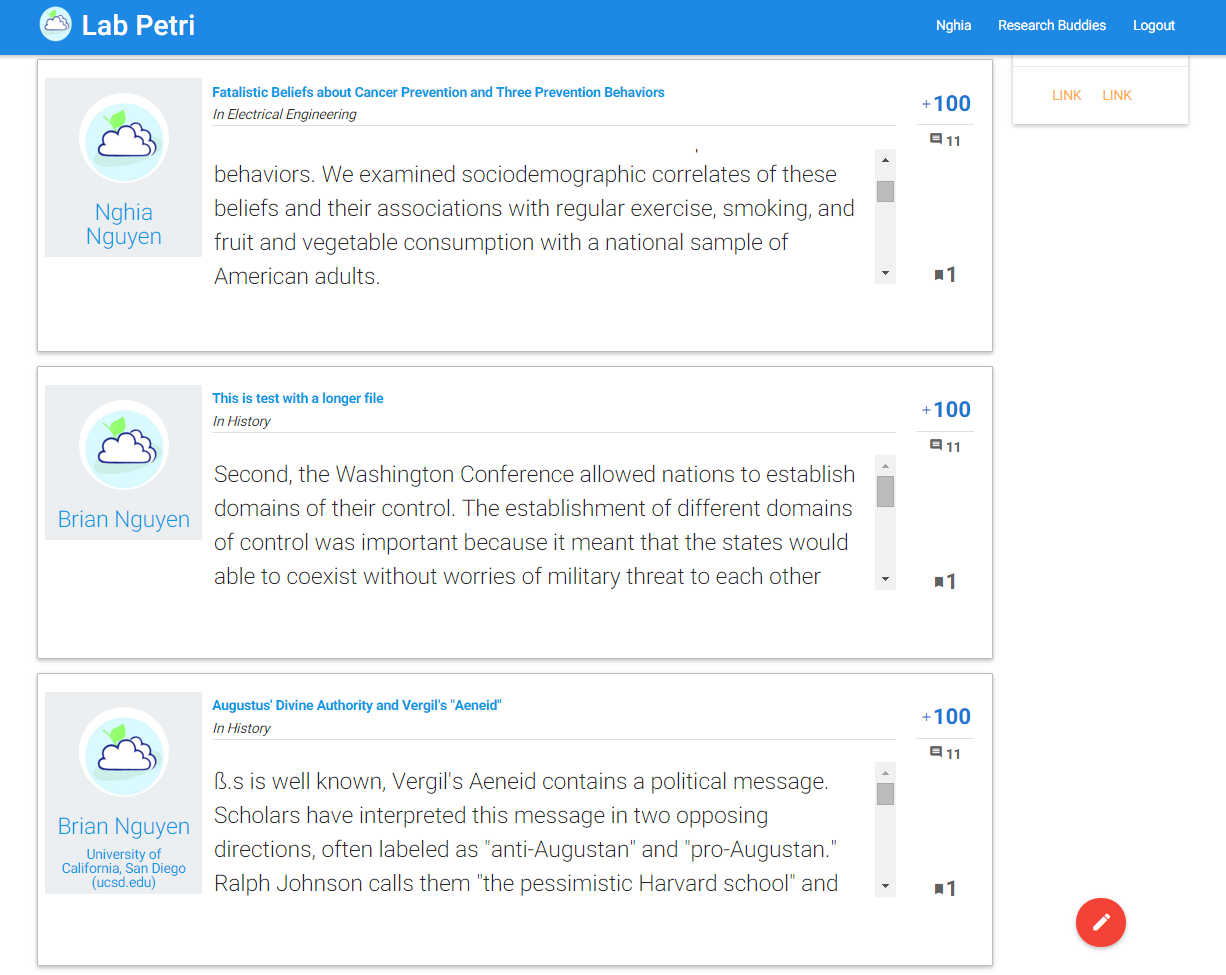 Lab Petri
Nghia Research Buddies Logout
LINK LINK
Nghia
Nguyen
Fatalistic Beliefs about Cancer Prevention and Three Prevention Behaviors
In Electrical Engineering
behaviors. We examined sociodemographic correlates of these
beliefs and their associations with regular exercise, smoking, and
fruit and vegetable consumption with a national sample of
American adults.
+100
11
1
Brian Nguyen
This is test with a longer file
In History
Second, the Washington Conference allowed nations to establish
domains of their control. The establishment of different domains
of control was important because it meant that the states would
able to coexist without worries of military threat to each other
+100
11
1
Brian Nguyen
University of
California, San Diego
(ucsd.edu)
Augustus' Divine Authority and Vergil's "Aeneid"
In History
ß.s is well known, Vergil's Aeneid contains a political message.
Scholars have interpreted this message in two opposing
directions, often labeled as "anti-Augustan" and "pro-Augustan."
Ralph Johnson calls them "the pessimistic Harvard school" and
+100
11
1